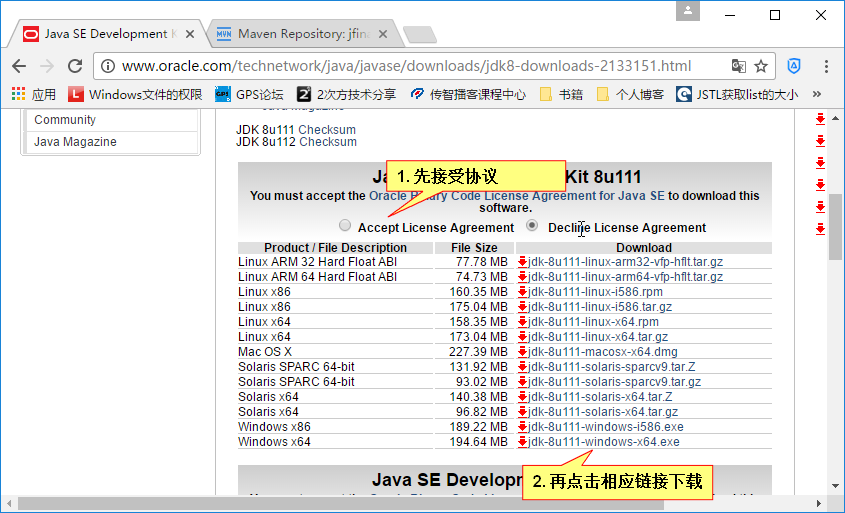 Java SE Development K
Maven Repository: jfina
www.oracle.com/technetwork/java/javase/downloads/jdk8-downloads-2133151.html
应用 Windows文件的权限 GPS论坛 2次方技术分享 传智播客课程中心 书籍 个人博客 JSTL获取list的大小 »
Community
Java Magazine
JDK 8u111 Checksum
JDK 8u112 Checksum
1. 先接受协议
Kit 8u111
You must accept the Oracle Binary Code License Agreement for Java SE to download this
software.
Accept License Agreement Decline License Agreement
Product / File Description File Size Download
Linux ARM 32 Hard Float ABI 77.78 MB jdk-8u111-linux-arm32-vfp-hflt.tar.gz
Linux ARM 64 Hard Float ABI 74.73 MB jdk-8u111-linux-arm64-vfp-hflt.tar.gz
Linux x86 160.35 MB jdk-8u111-linux-i586.rpm
Linux x86 175.04 MB jdk-8u111-linux-i586.tar.gz
Linux x64 158.35 MB jdk-8u111-linux-x64.rpm
Linux x64 173.04 MB jdk-8u111-linux-x64.tar.gz
Mac OS X 227.39 MB jdk-8u111-macosx-x64.dmg
Solaris SPARC 64-bit 131.92 MB jdk-8u111-solaris-sparcv9.tar.Z
Solaris SPARC 64-bit 93.02 MB jdk-8u111-solaris-sparcv9.tar.gz
Solaris x64 140.38 MB jdk-8u111-solaris-x64.tar.Z
Solaris x64 96.82 MB jdk-8u111-solaris-x64.tar.gz
Windows x86 189.22 MB jdk-8u111-windows-i586.exe
Windows x64 194.64 MB jdk-8u111-windows-x64.exe
Java SE Develop
2. 再点击相应链接下载